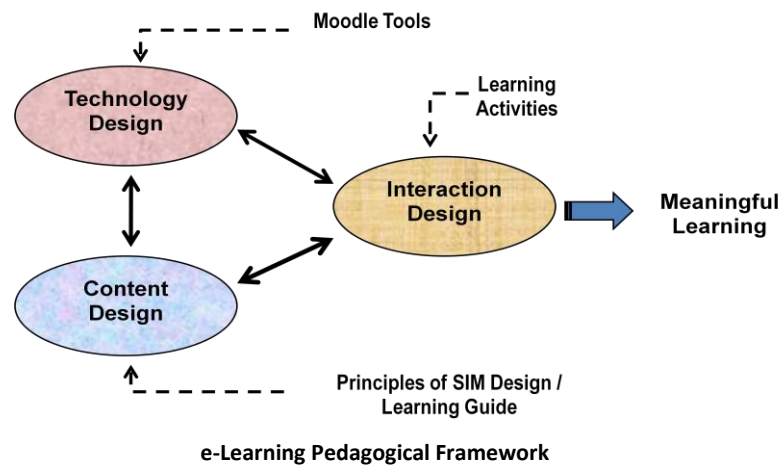 Moodle Tools
Technology
Design
Learning
Activities
Interaction
Design
Meaningful
Learning
Content
Design
Principles of SIM Design /
Learning Guide
e-Learning Pedagogical Framework